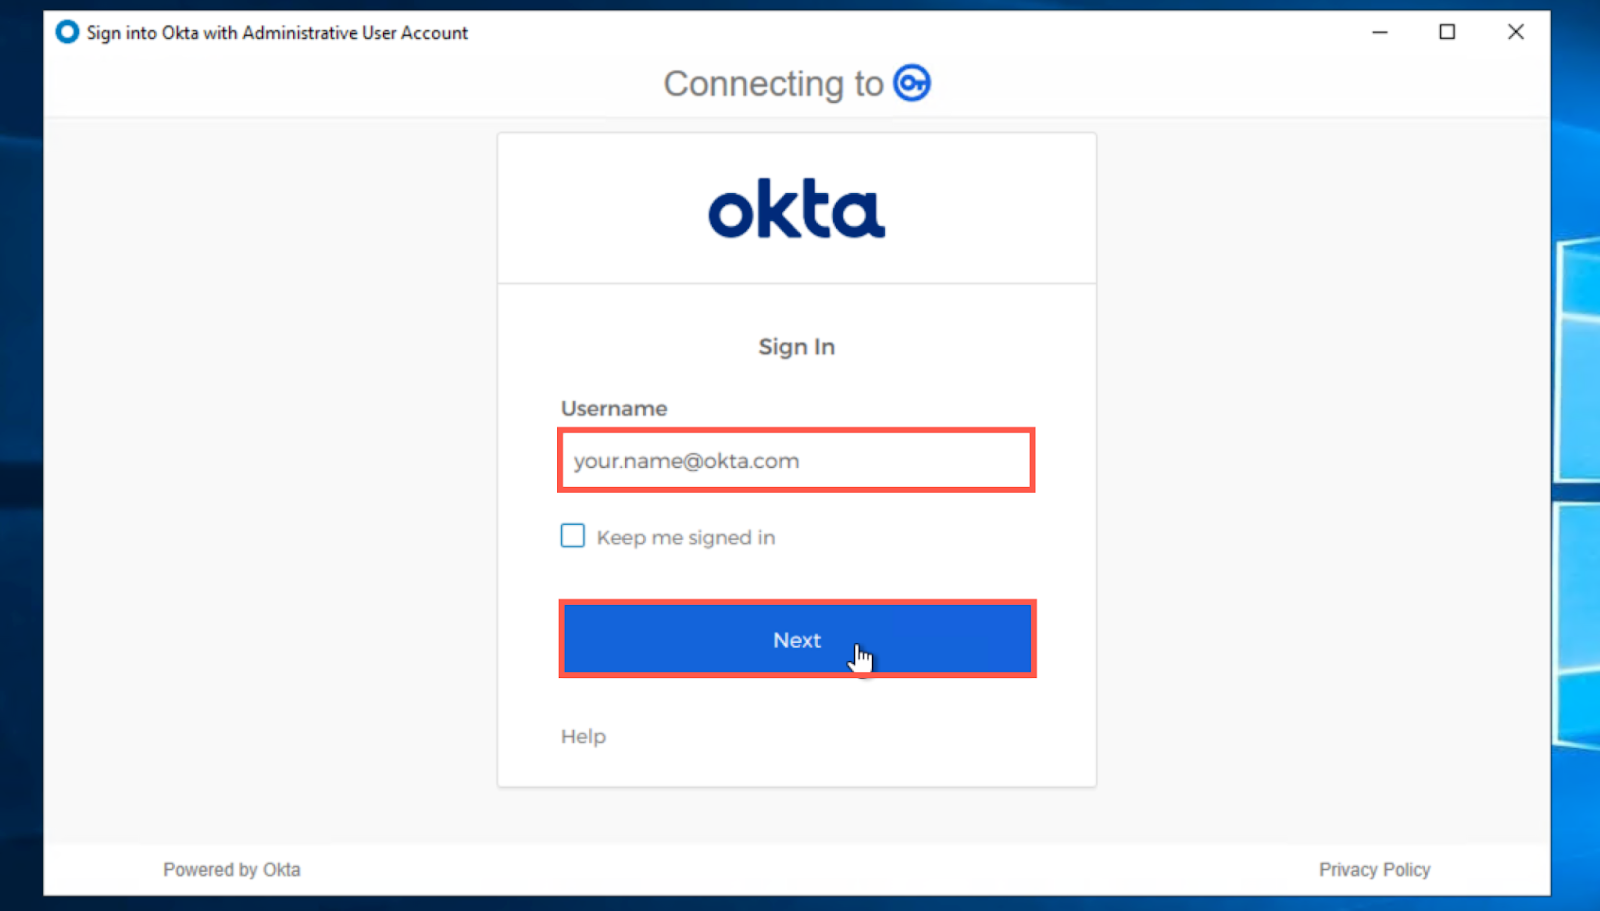 Sign into Okta with Administrative User Account
Connecting to
okta
Sign In
Username
your.name@okta.com
Keep me signed in
Next
Help
Powered by Okta
Privacy Policy